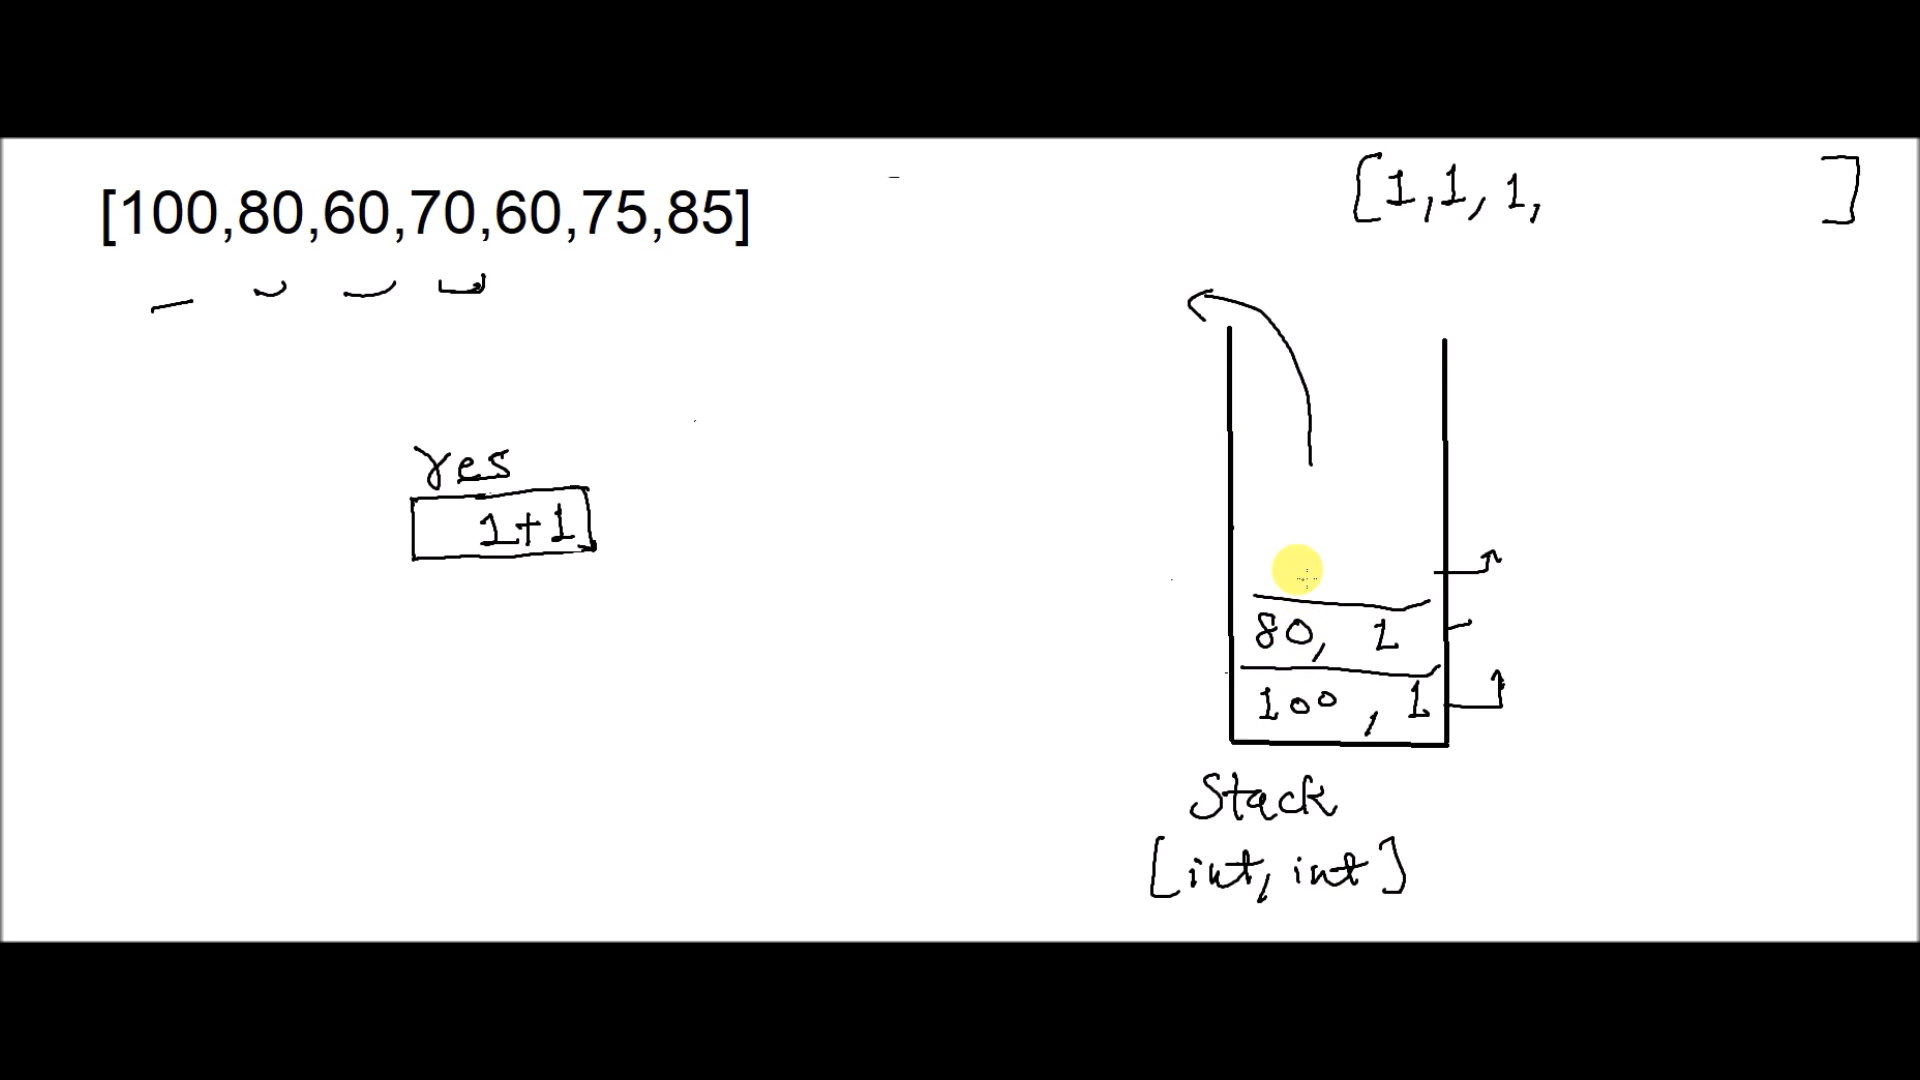 [100,80,60,70,60,75,85]
[1,1,1, ]
res
1+1
80, 1
100, 1
Stack
[int, int]